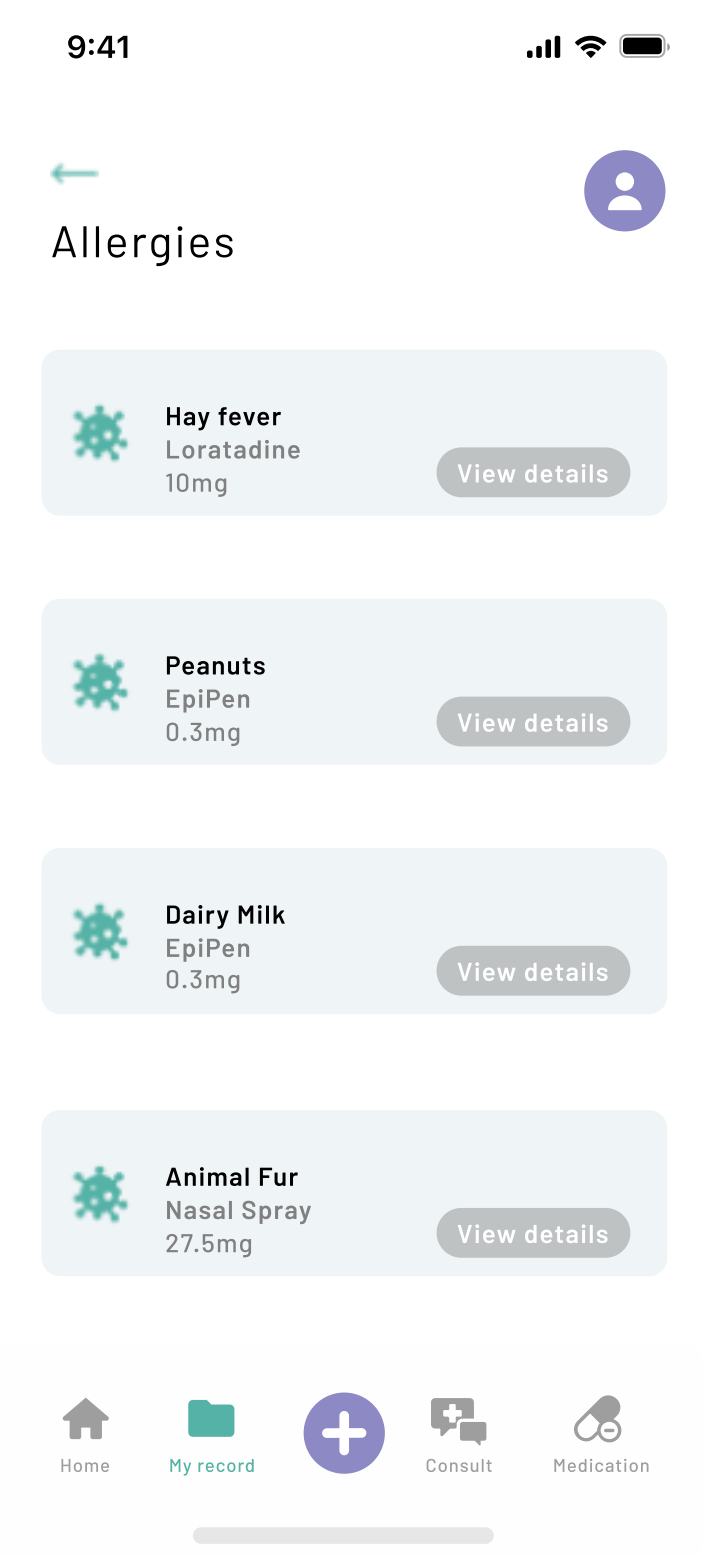 9:41
Allergies
Hay fever
Loratadine
10mg
View details
Peanuts
EpiPen
0.3mg
View details
Dairy Milk
EpiPen
0.3mg
View details
Animal Fur
Nasal Spray
27.5mg
View details
Home
My record
Consult
Medication